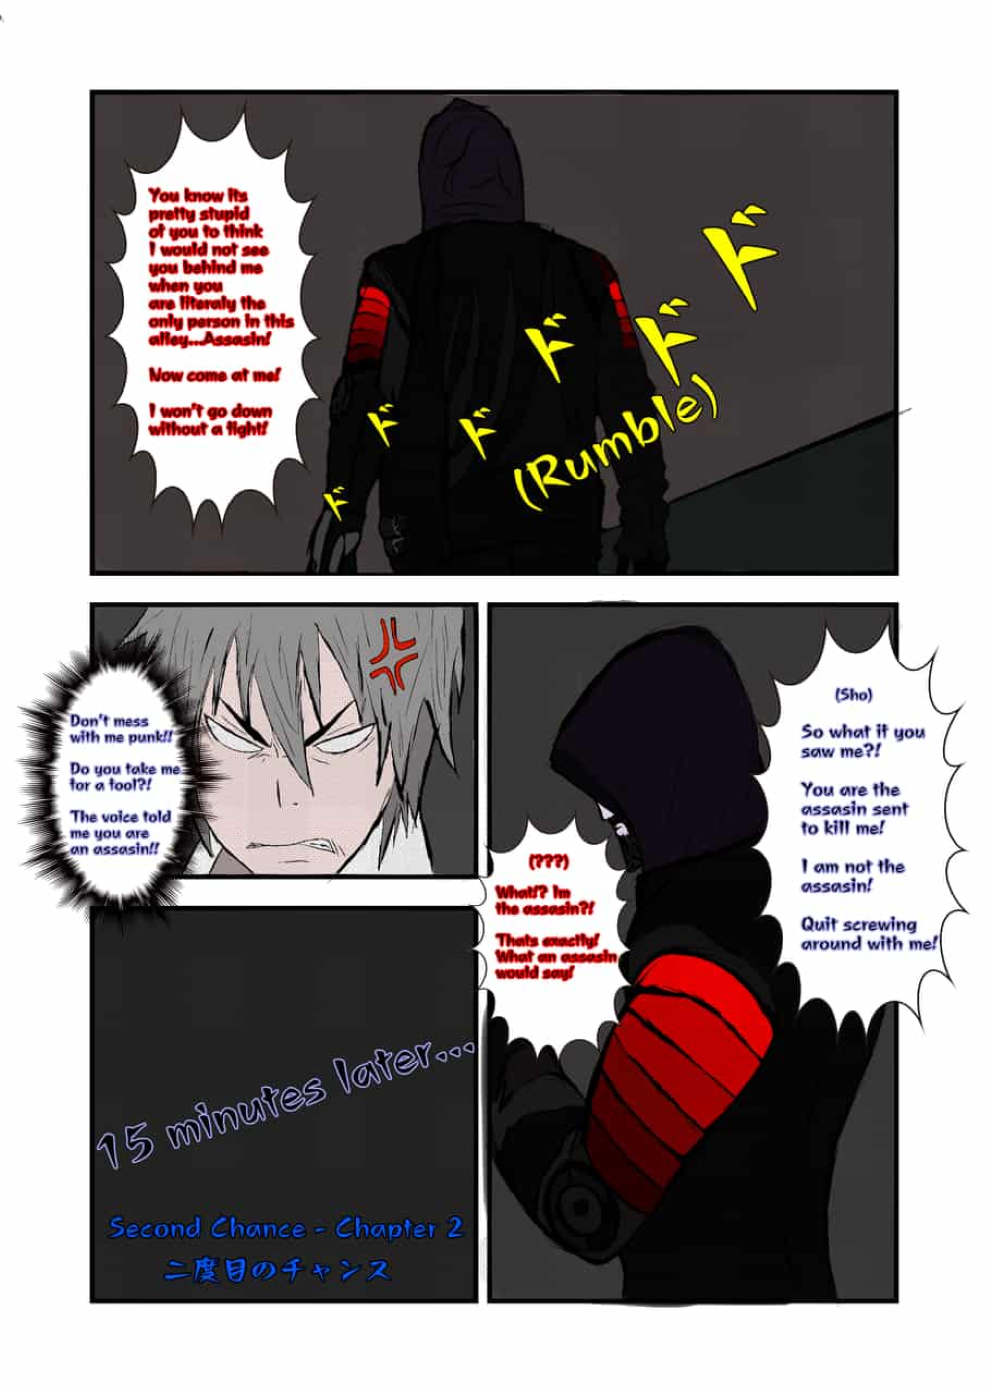 You know its
pretty stupid
of you to think
I would not see
you behind me
when you
are literaly the
only person in this
alley...Assasin!
Now come at me!
I won't go down
without a fight!
ド
ド
ド
ド
ド
ド
(Rumble)
Don't mess
with me punk!!
Do you take me
for a fool?!
The voice told
me you are
an assasin!!
(Sho)
So what if you
saw me?!
You are the
assasin sent
to kill me!
I am not the
assasin!
Quit screwing
around with me!
(???)
What!? Im
the assasin?!
Thats exactly!
What an assasin
would say!
15 minutes later...
Second Chance - Chapter 2
二度目のチャンス